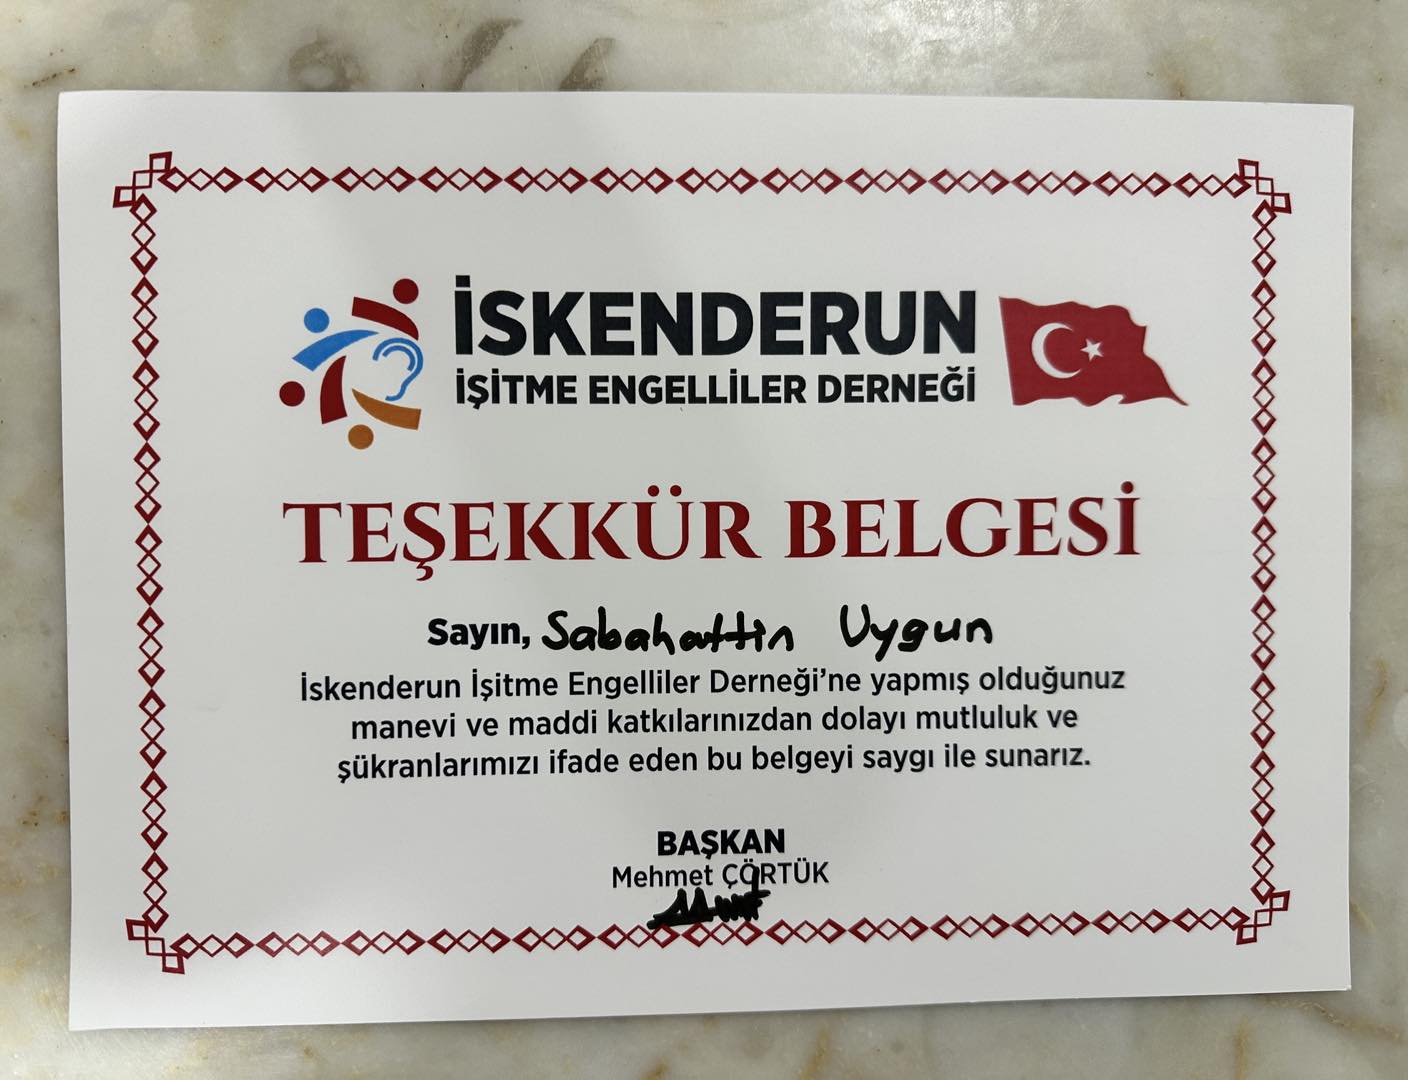 İSKENDERUN
İŞİTME ENGELLİLER DERNEĞİ
TEŞEKKÜR BELGESİ
Sayın, Sabahattin Uygun
İskenderun İşitme Engelliler Derneği’ne yapmış olduğunuz
manevi ve maddi katkılarınızdan dolayı mutluluk ve
şükranlarımızı ifade eden bu belgeyi saygı ile sunarız.
BAŞKAN
Mehmet ÇÖRTÜK